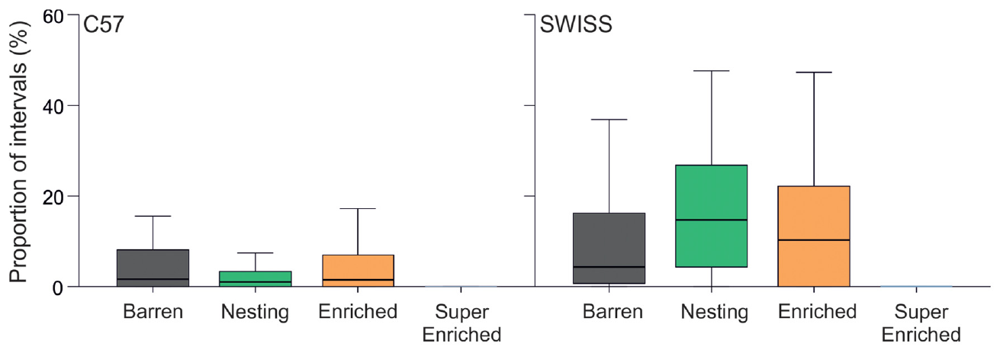 Proportion of intervals (%)
60
40
20
0
C57
Barren
Nesting
Enriched
Super
Enriched
SWISS
Barren
Nesting
Enriched
Super
Enriched